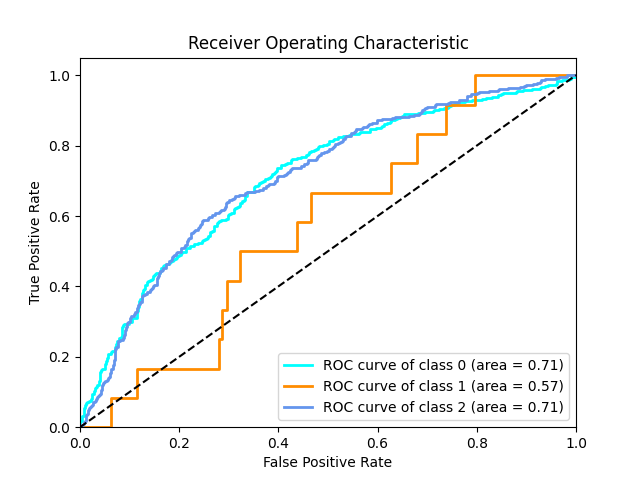 Receiver Operating Characteristic
True Positive Rate
1.0
0.8
0.6
0.4
0.2
0.0
ROC curve of class 0 (area = 0.71)
ROC curve of class 1 (area = 0.57)
ROC curve of class 2 (area = 0.71)
0.0 0.2 0.4 0.6 0.8 1.0
False Positive Rate